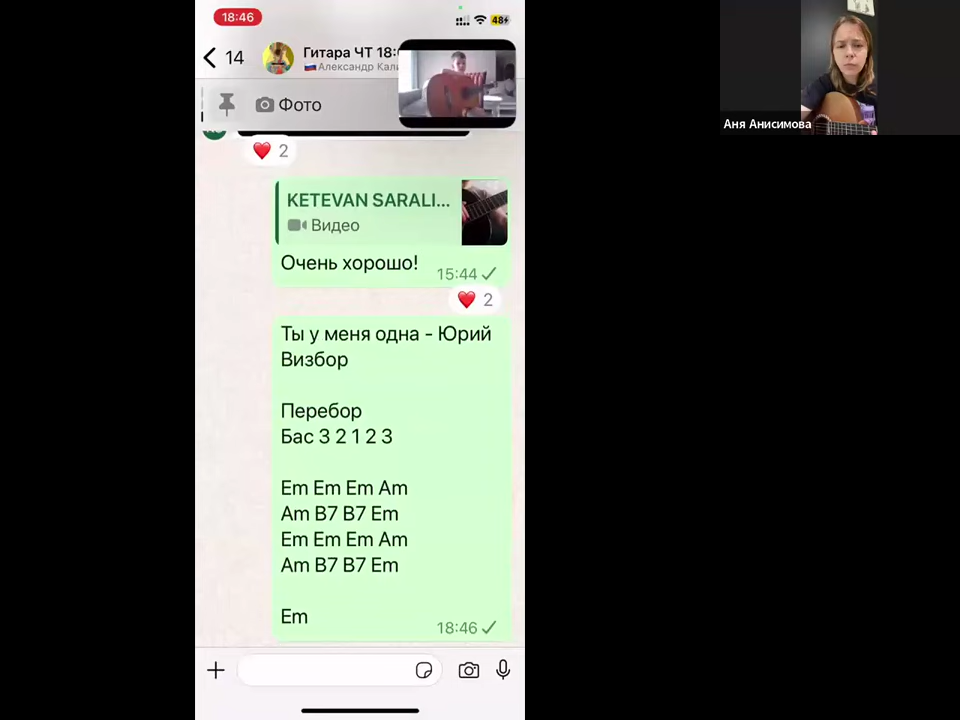 18:46
48
14
Гитара ЧТ 18:
Александр Кали
Фото
2
KETEVAN SARALI...
Видео
Очень хорошо!
15:44
2
Ты у меня одна - Юрий
Визбор
Перебор
Бас 3 2 1 2 3
Em Em Em Am
Am B7 B7 Em
Em Em Em Am
Am B7 B7 Em
Em
18:46
Аня Анисимова